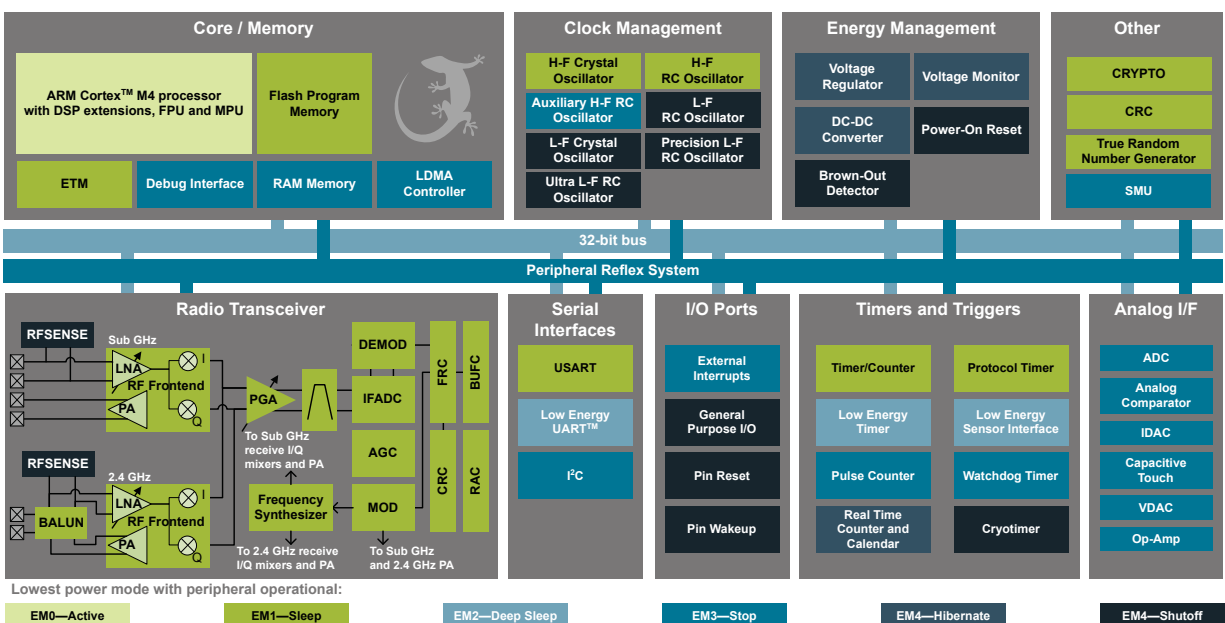 Core / Memory
ARM Cortex™ M4 processor
with DSP extensions, FPU and MPU
Flash Program
Memory
ETM
Debug Interface
RAM Memory
LDMA
Controller
Clock Management
H-F Crystal
Oscillator
H-F
RC Oscillator
Auxiliary H-F RC
Oscillator
L-F
RC Oscillator
L-F Crystal
Oscillator
Precision L-F
RC Oscillator
Ultra L-F RC
Oscillator
Energy Management
Voltage
Regulator
Voltage Monitor
DC-DC
Converter
Power-On Reset
Brown-Out
Detector
Other
CRYPTO
CRC
True Random
Number Generator
SMU
32-bit bus
Peripheral Reflex System
Radio Transceiver
RFSENSE
Sub GHz
LNA
I
RF Frontend
PA
Q
RFSENSE
2.4 GHz
LNA
I
RF Frontend
BALUN
PA
Q
PGA
To Sub GHz
receive I/Q
mixers and PA
Frequency
Synthesizer
To 2.4 GHz receive
I/Q mixers and PA
DEMOD
IFADC
AGC
MOD
To Sub GHz
and 2.4 GHz PA
FRC
BUFC
CRC
RAC
Serial
Interfaces
USART
Low Energy
UART™
I²C
I/O Ports
External
Interrupts
General
Purpose I/O
Pin Reset
Pin Wakeup
Timers and Triggers
Timer/Counter
Protocol Timer
Low Energy
Timer
Low Energy
Sensor Interface
Pulse Counter
Watchdog Timer
Real Time
Counter and
Calendar
Cryotimer
Analog I/F
ADC
Analog
Comparator
IDAC
Capacitive
Touch
VDAC
Op-Amp
Lowest power mode with peripheral operational:
EM0—Active
EM1—Sleep
EM2—Deep Sleep
EM3—Stop
EM4—Hibernate
EM4—Shutoff